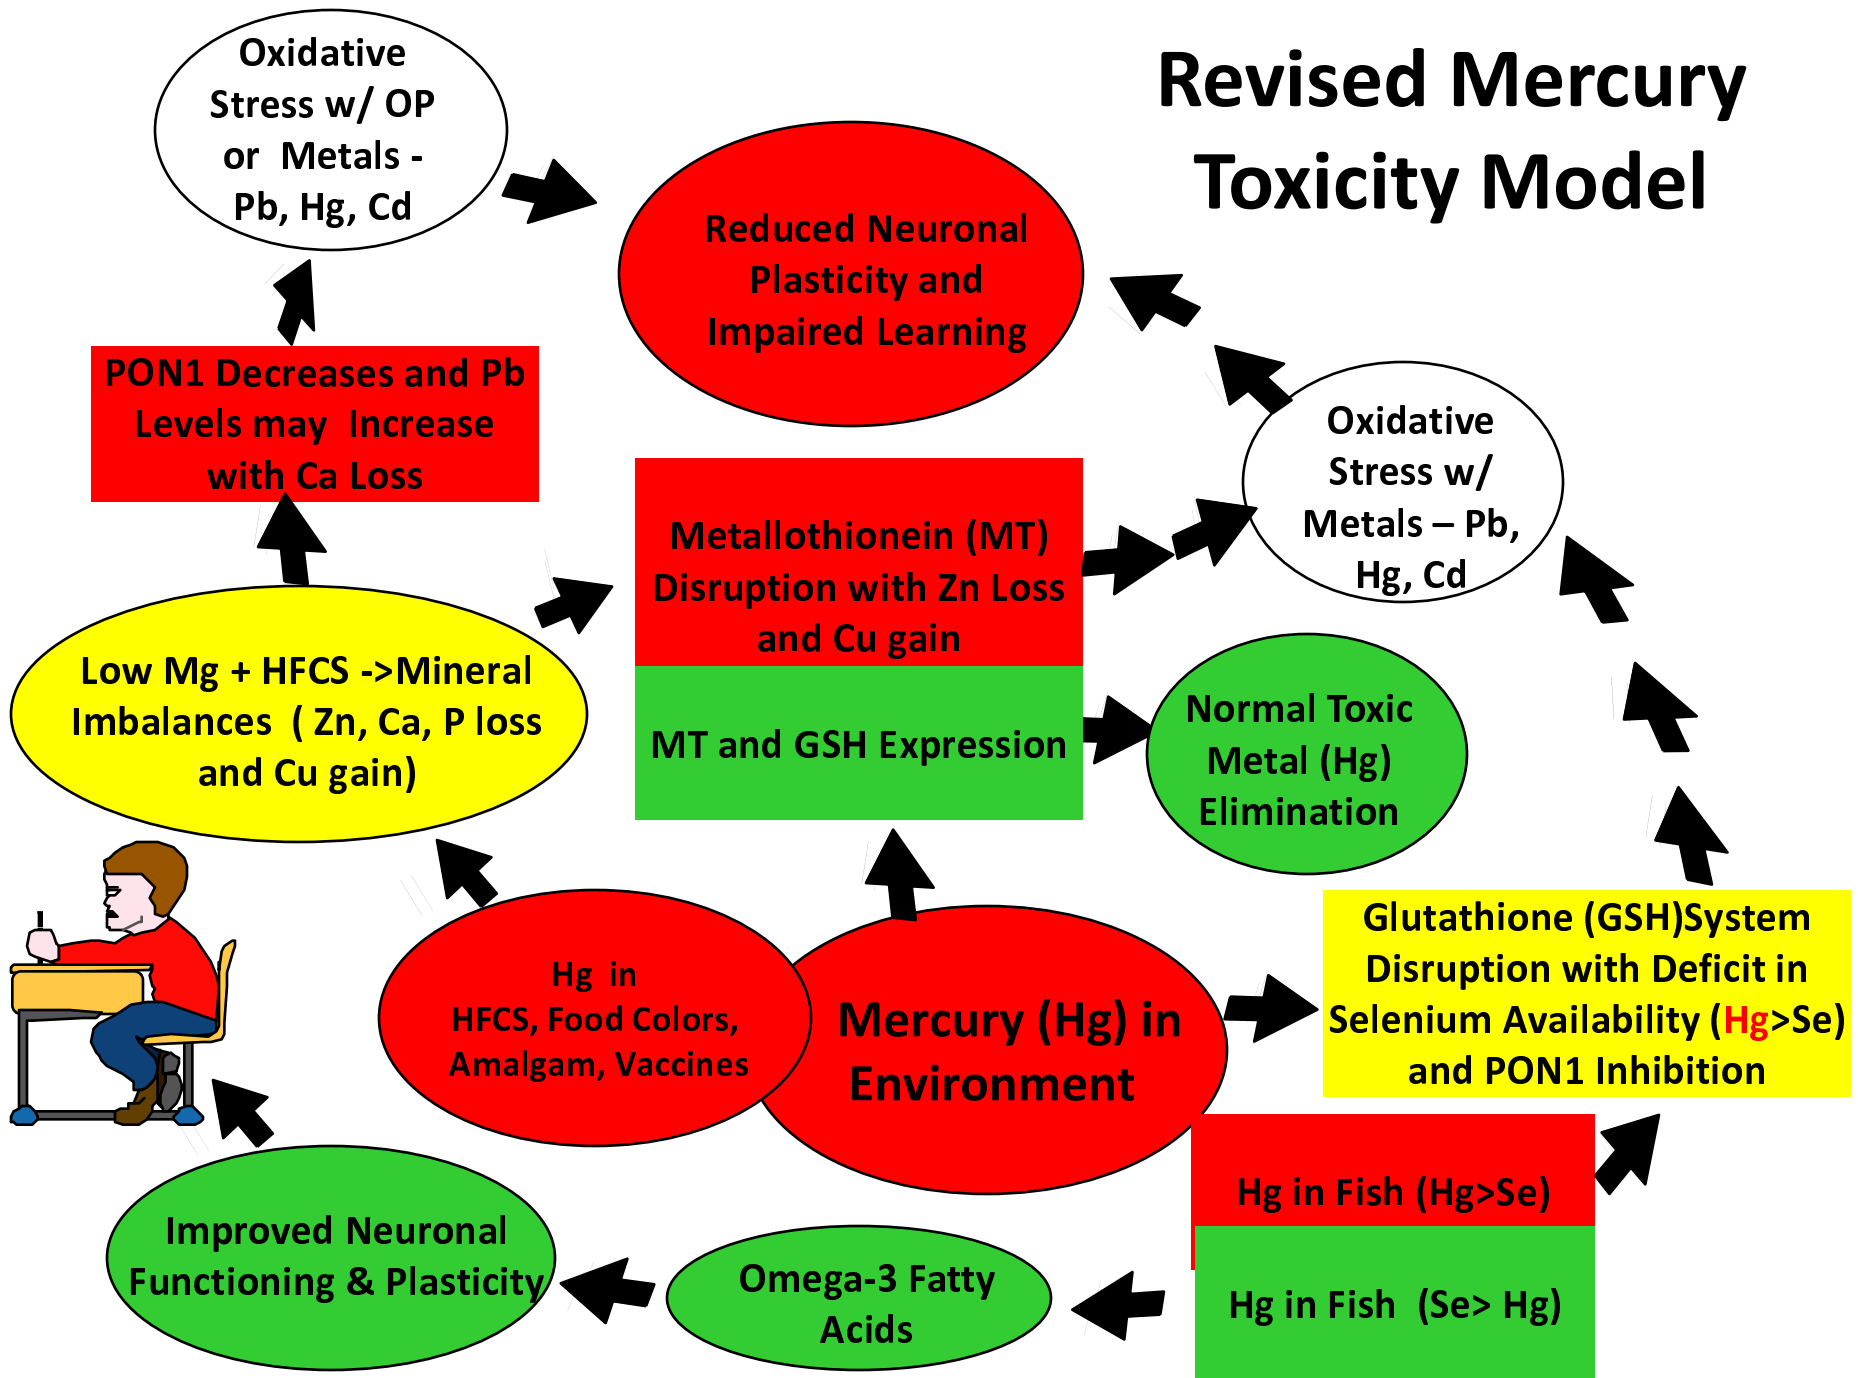 Revised Mercury
Toxicity Model
Oxidative
Stress w/ OP
or  Metals -
Pb, Hg, Cd
Reduced Neuronal
Plasticity and
Impaired Learning
PON1 Decreases and Pb
Levels may  Increase
with Ca Loss
Oxidative
Stress w/
Metals – Pb,
Hg, Cd
Metallothionein (MT)
Disruption with Zn Loss
and Cu gain
MT and GSH Expression
Low Mg + HFCS ->Mineral
Imbalances  ( Zn, Ca, P loss
and Cu gain)
Normal Toxic
Metal (Hg)
Elimination
Hg  in
HFCS, Food Colors,
Amalgam, Vaccines
Mercury (Hg) in
Environment
Glutathione (GSH)System
Disruption with Deficit in
Selenium Availability (Hg>Se)
and PON1 Inhibition
Hg in Fish (Hg>Se)
Hg in Fish  (Se> Hg)
Omega-3 Fatty
Acids
Improved Neuronal
Functioning & Plasticity